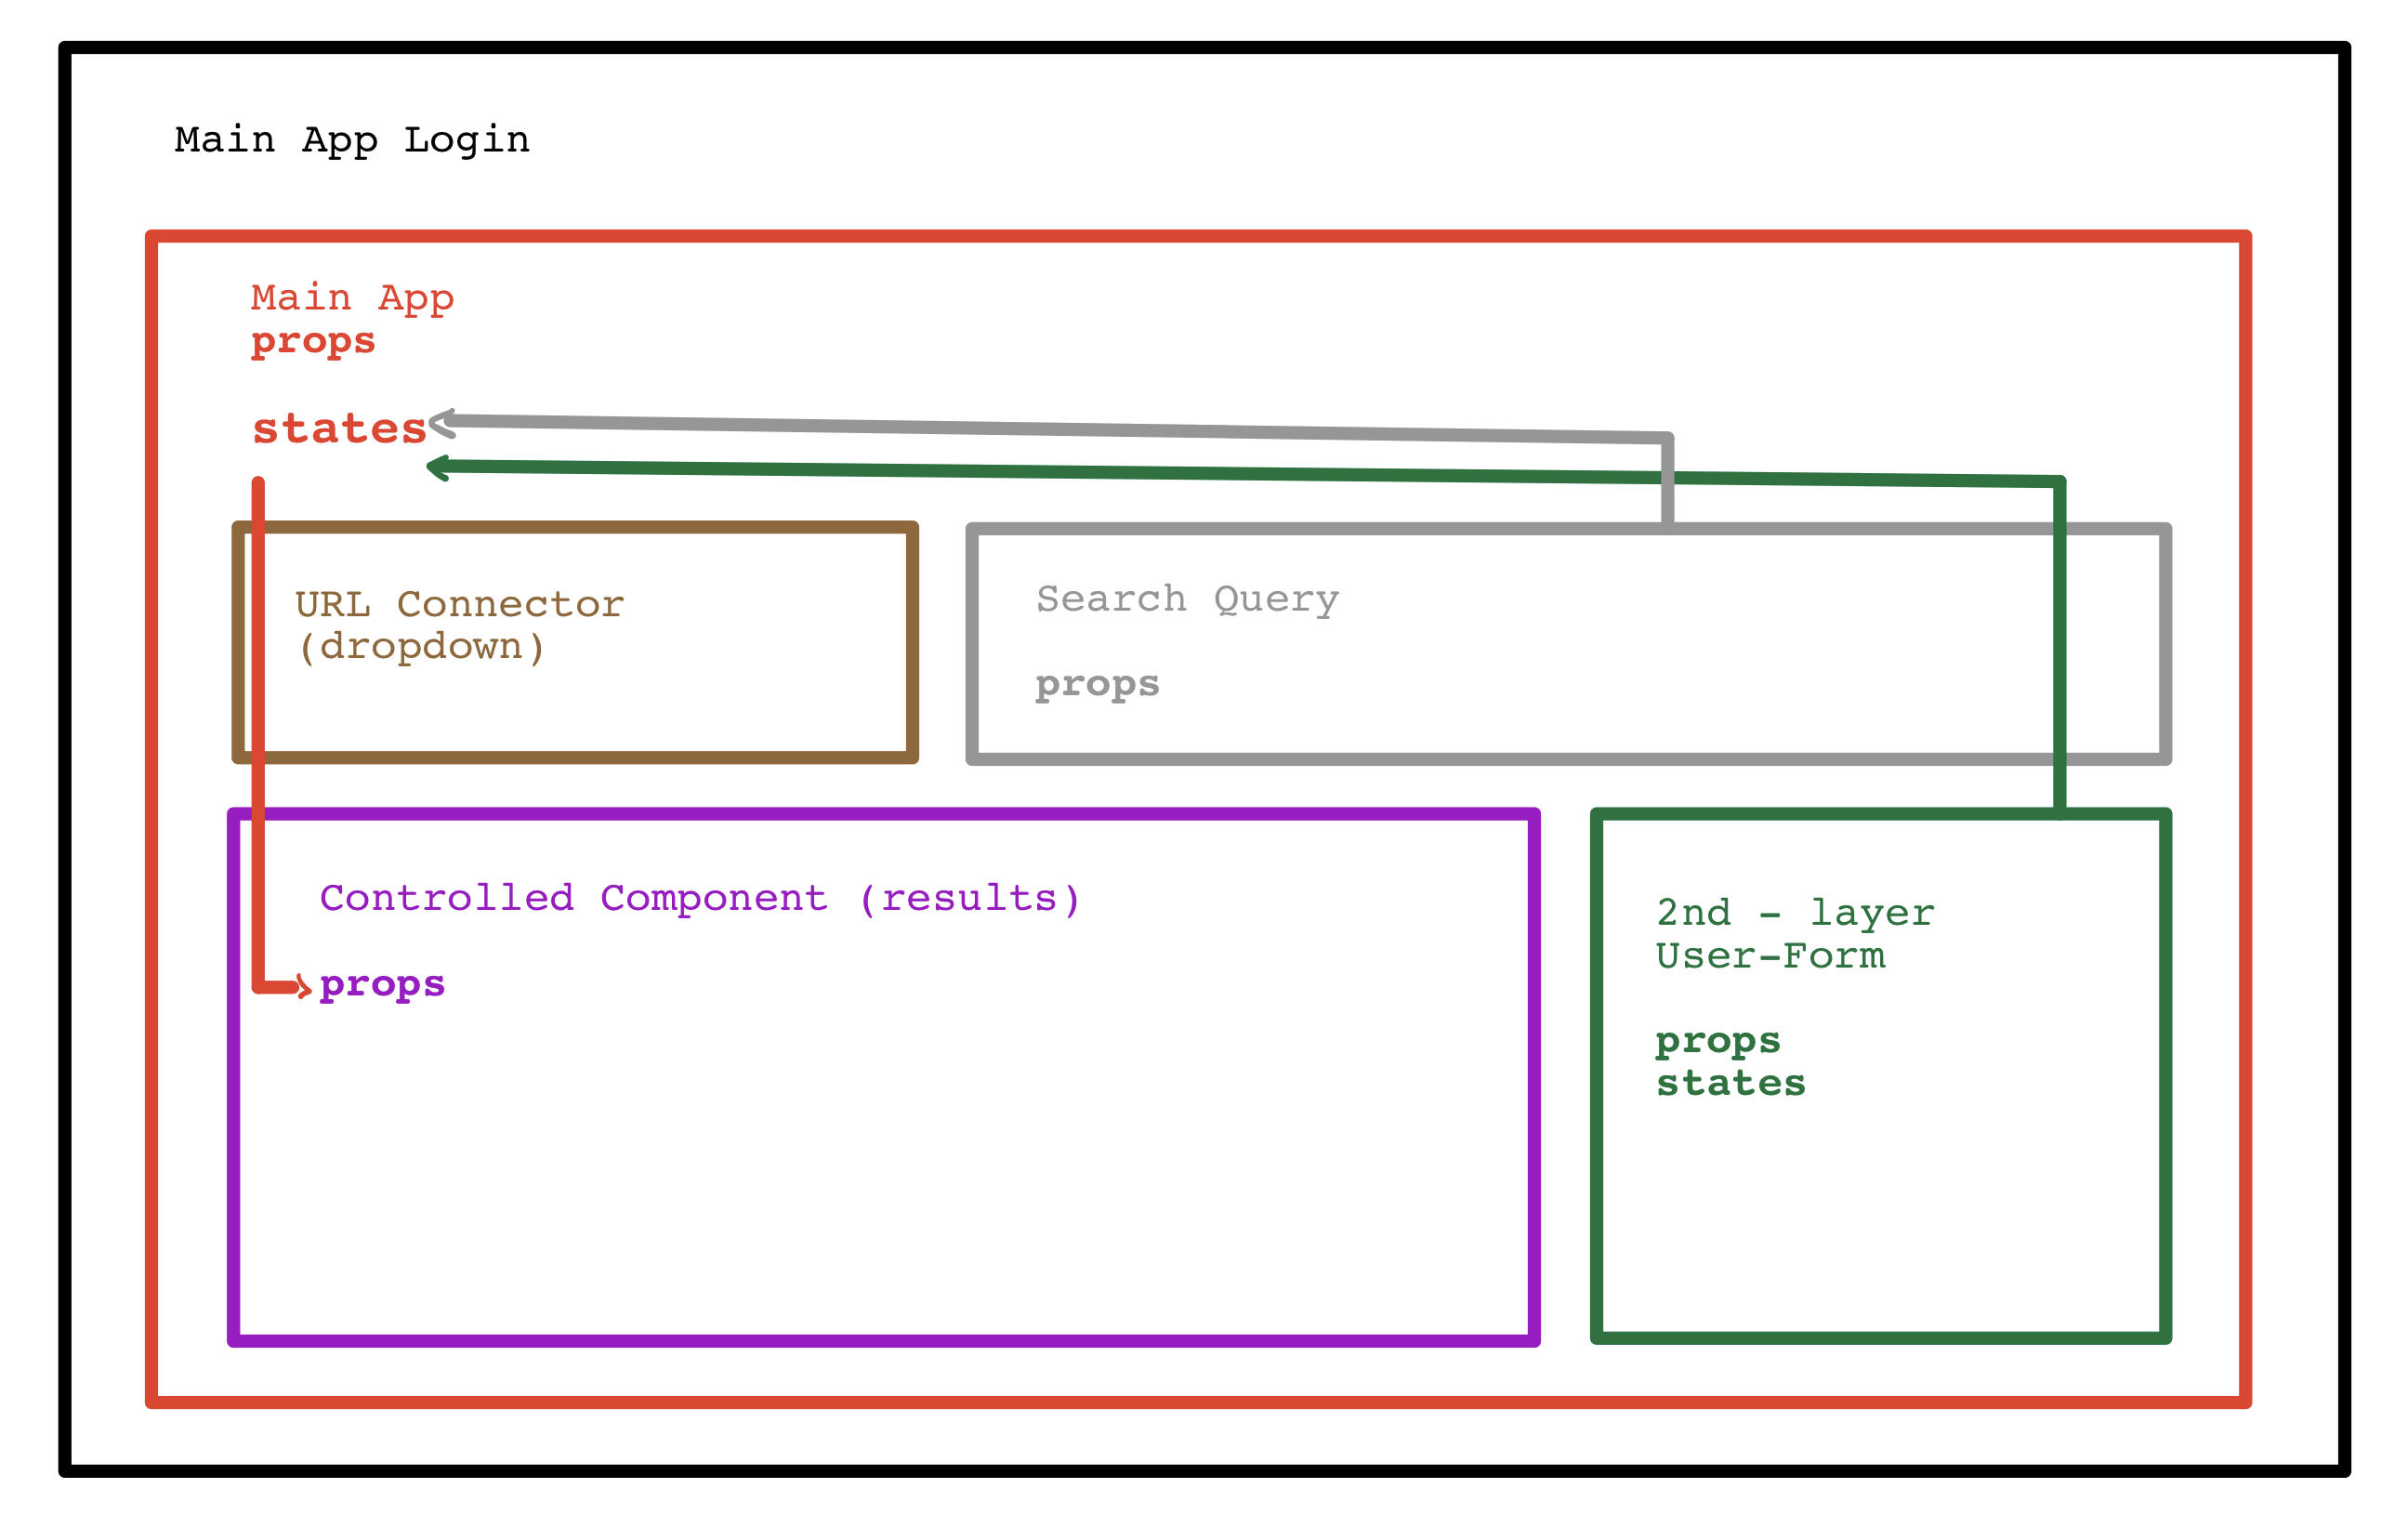 Main App Login
Main App
props
states
URL Connector
(dropdown)
Search Query
props
Controlled Component (results)
props
2nd - layer
User-Form
props
states